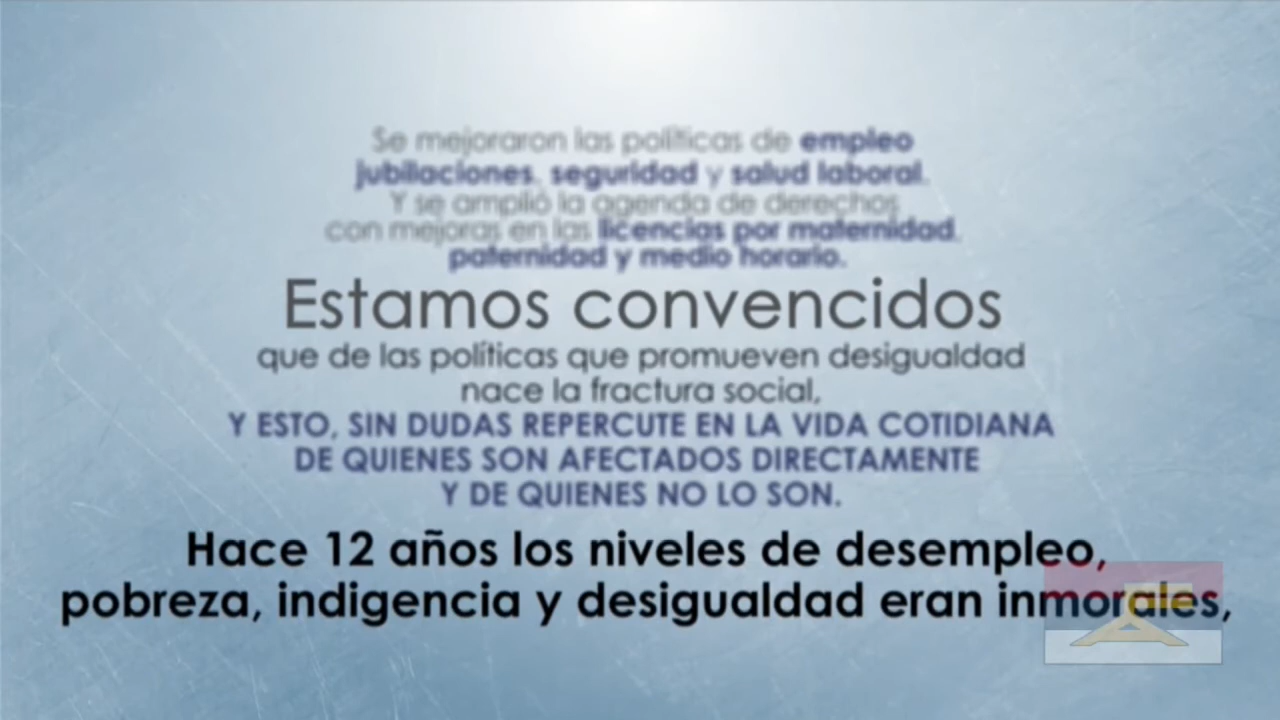 Se mejoraron las políticas de empleo
jubilaciones, seguridad y salud laboral.
Y se amplió la agenda de derechos
con mejoras en las licencias por maternidad,
paternidad y medio horario.
Estamos convencidos
que de las políticas que promueven desigualdad
nace la fractura social,
Y ESTO, SIN DUDAS REPERCUTE EN LA VIDA COTIDIANA
DE QUIENES SON AFECTADOS DIRECTAMENTE
Y DE QUIENES NO LO SON.
Hace 12 años los niveles de desempleo,
pobreza, indigencia y desigualdad eran inmorales,